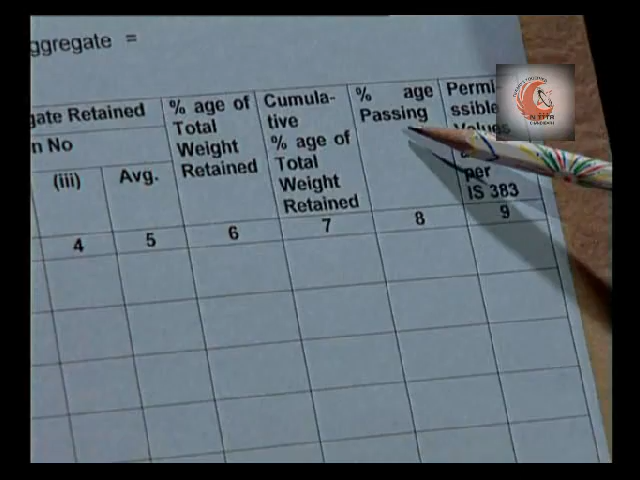 ggregate =
gate Retained
n No
(iii) Avg.
% age of
Total
Weight
Retained
Cumula-
tive
% age of
Total
Weight
Retained
% age
Passing
Permi-
ssible
Values
per
IS 383
4 5 6 7 8 9